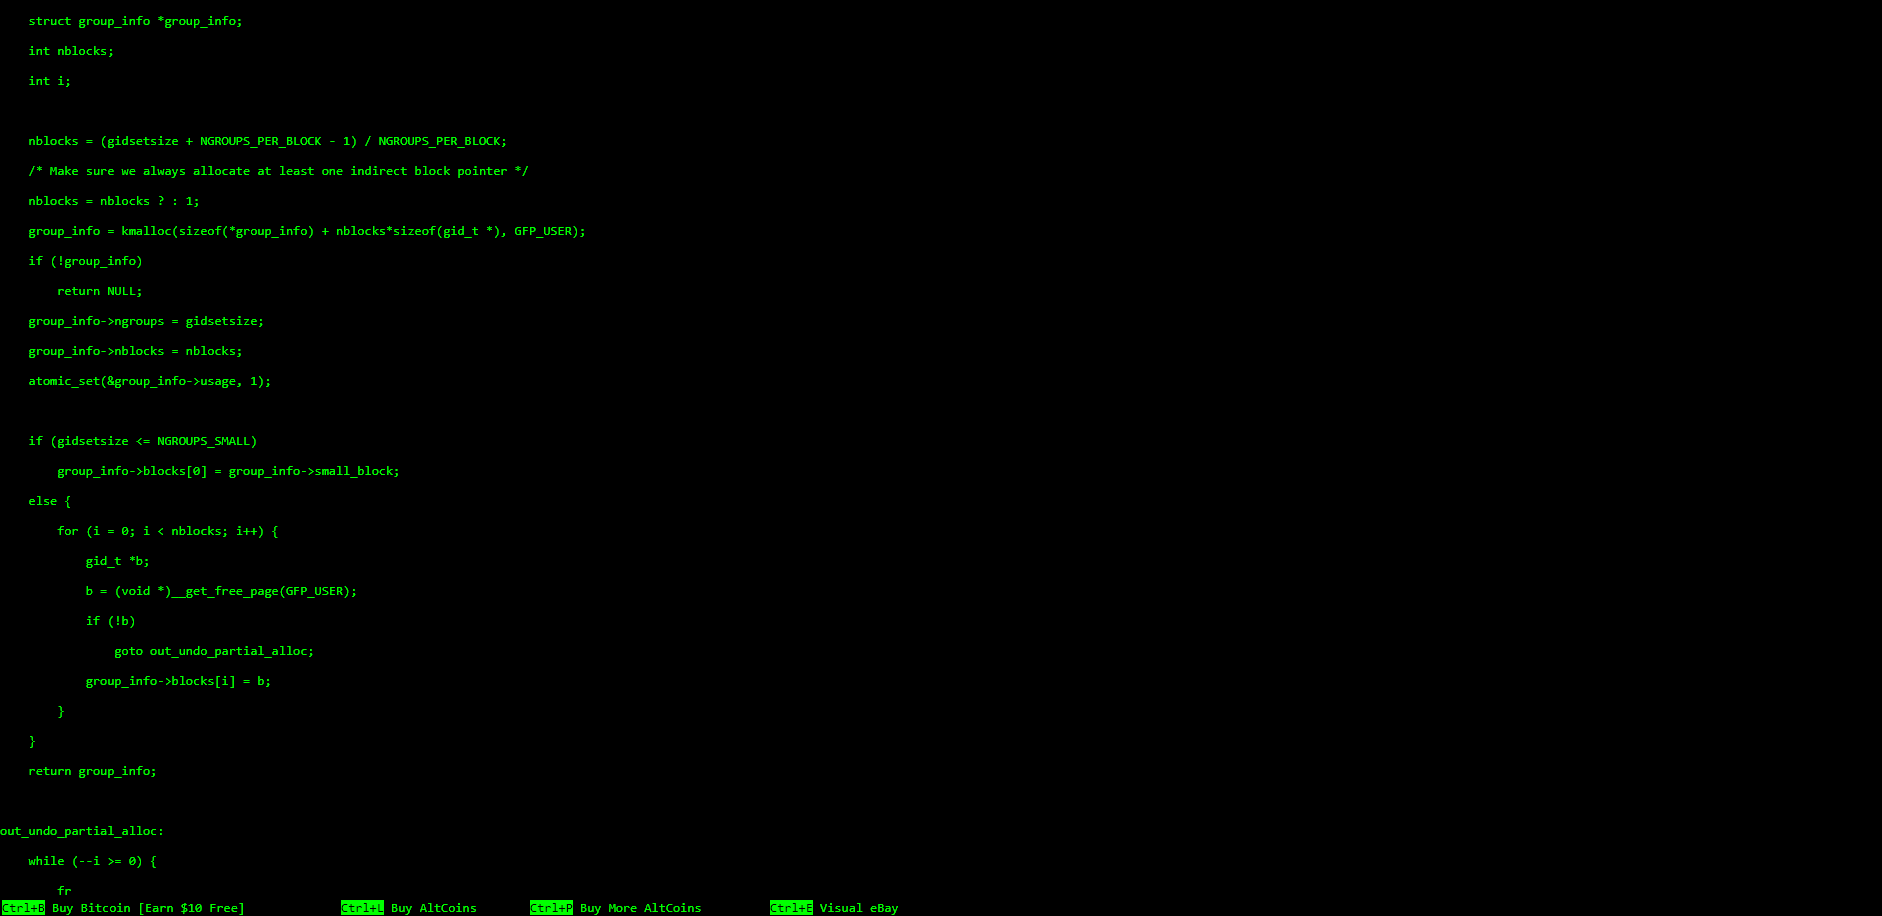 struct group_info *group_info;
int nblocks;
int i;
nblocks = (gidsetsize + NGROUPS_PER_BLOCK - 1) / NGROUPS_PER_BLOCK;
/* Make sure we always allocate at least one indirect block pointer */
nblocks = nblocks ? : 1;
group_info = kmalloc(sizeof(*group_info) + nblocks*sizeof(gid_t *), GFP_USER);
if (!group_info)
return NULL;
group_info->ngroups = gidsetsize;
group_info->nblocks = nblocks;
atomic_set(&group_info->usage, 1);
if (gidsetsize <= NGROUPS_SMALL)
group_info->blocks[0] = group_info->small_block;
else {
for (i = 0; i < nblocks; i++) {
gid_t *b;
b = (void *)__get_free_page(GFP_USER);
if (!b)
goto out_undo_partial_alloc;
group_info->blocks[i] = b;
}
}
return group_info;
out_undo_partial_alloc:
while (--i >= 0) {
fr
Ctrl+B Buy Bitcoin [Earn $10 Free] Ctrl+L Buy AltCoins Ctrl+P Buy More AltCoins Ctrl+E Visual eBay